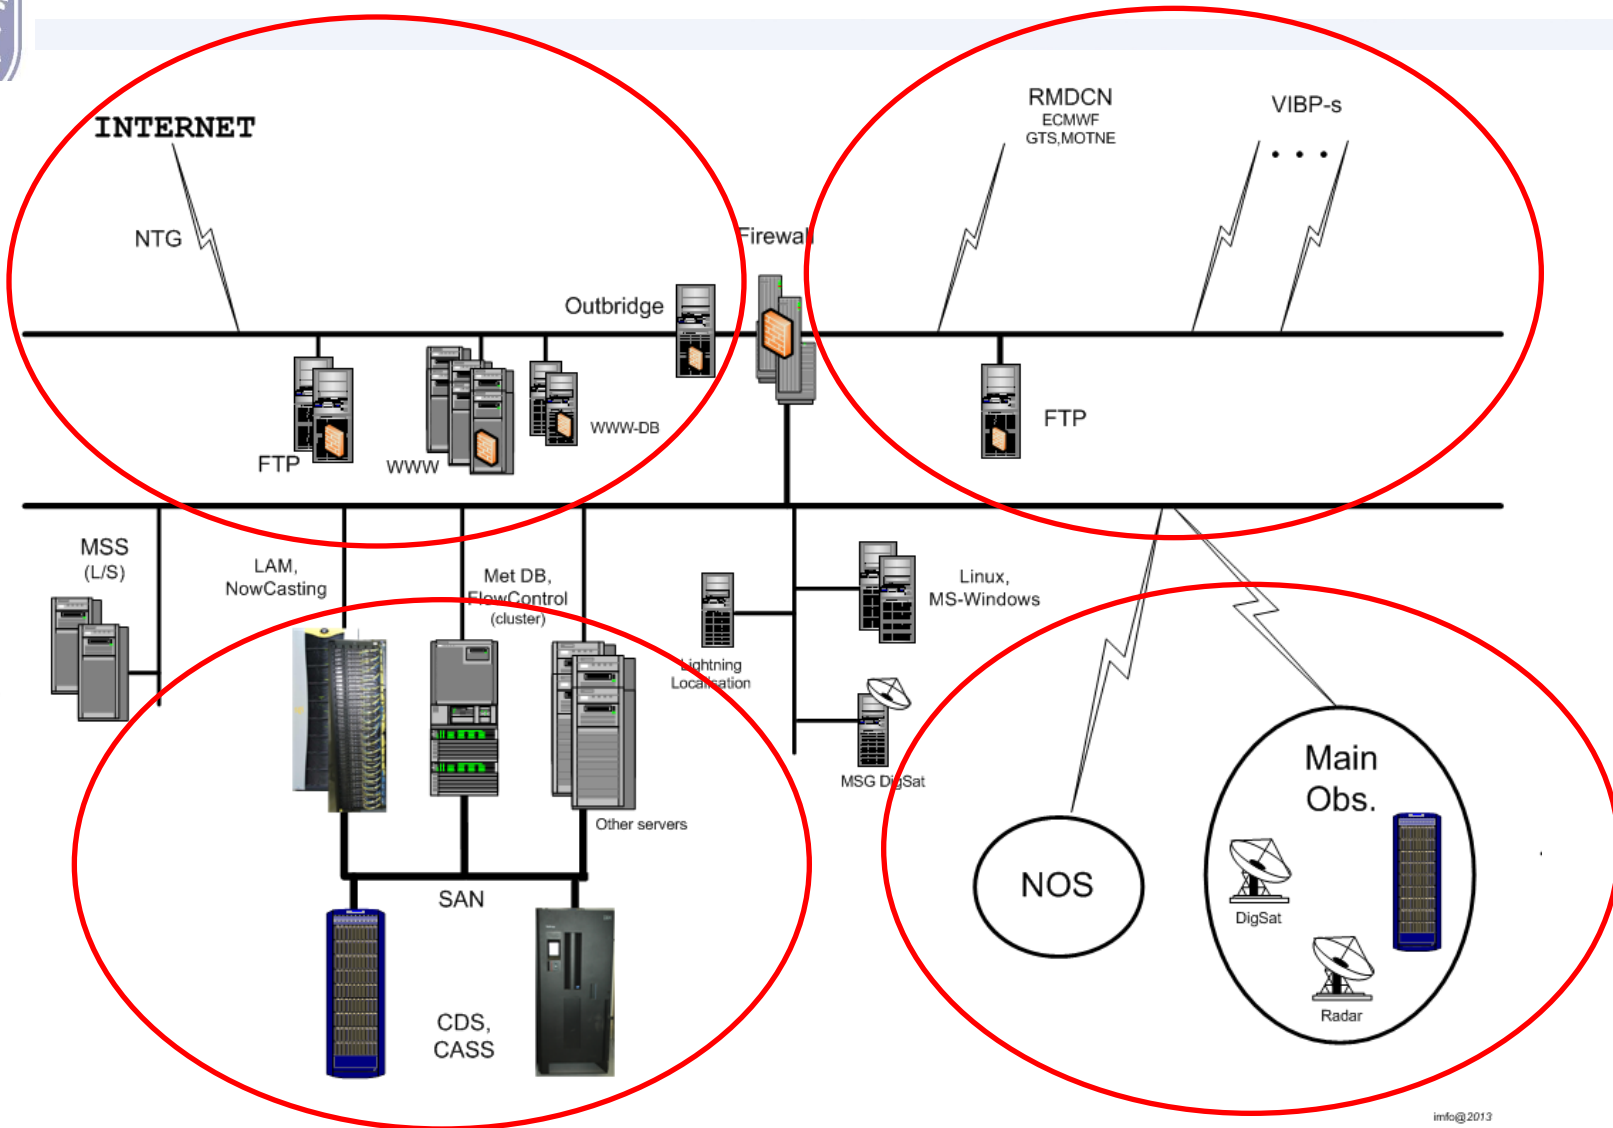 INTERNET
NTG
RMDCN
ECMWF
GTS,MOTNE
VIBP-s
Firewall
Outbridge
FTP
WWW
WWW-DB
FTP
MSS
(L/S)
LAM,
NowCasting
Met DB,
FlowControl
(cluster)
Lightning
Localisation
Linux,
MS-Windows
MSG DigSat
Other servers
SAN
CDS,
CASS
NOS
Main
Obs.
DigSat
Radar
imfo@2013